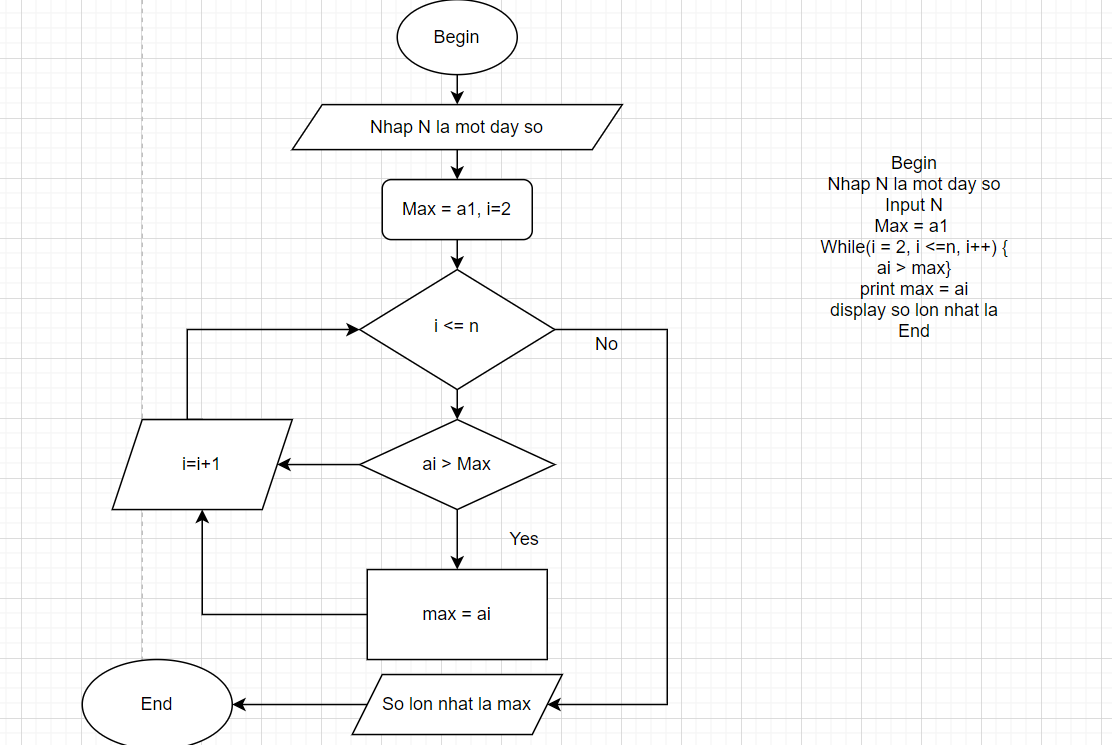 Begin
Nhap N la mot day so
Max = a1, i=2
i <= n
No
ai > Max
i=i+1
Yes
max = ai
So lon nhat la max
End
Begin
Nhap N la mot day so
Input N
Max = a1
While(i = 2, i <=n, i++) {
ai > max}
print max = ai
display so lon nhat la
End